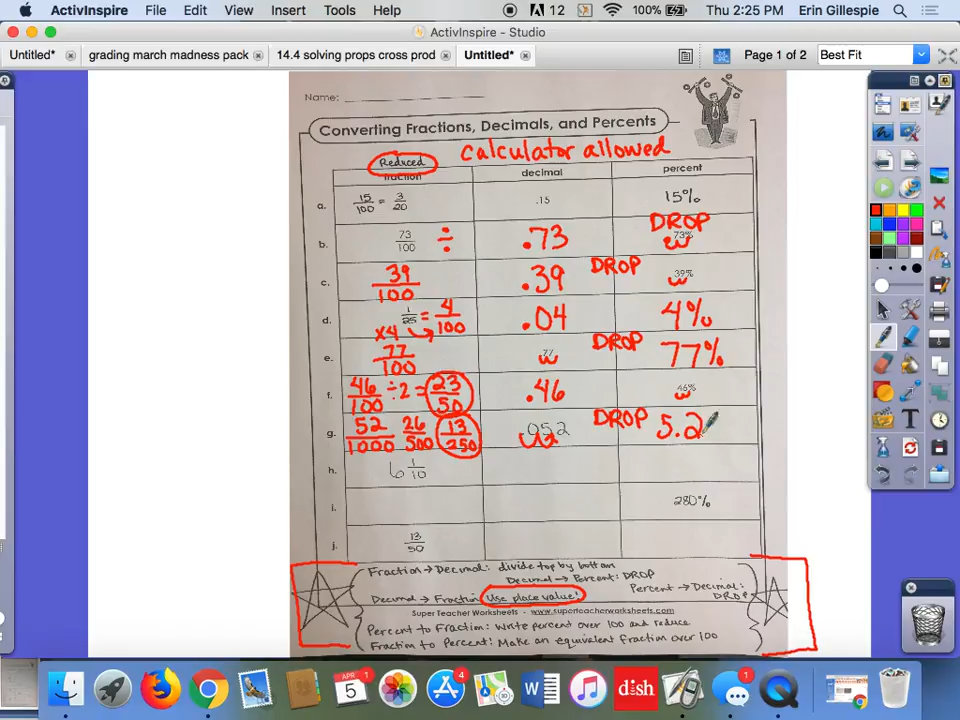 ActivInspire File Edit View Insert Tools Help 12 100% Thu 2:25 PM Erin Gillespie
ActivInspire - Studio
Untitled* grading march madness pack 14.4 solving props cross prod Untitled* Page 1 of 2 Best Fit
Name:
Converting Fractions, Decimals, and Percents
Reduced calculator allowed
fraction decimal percent
a. 15/100 = 3/20 .15 15%
DROP
b. 73/100 ÷ .73 73%
c. 39/100 .39 DROP 39%
d. 1/25 = 4/100 .04 4%
x4
e. 77/100 .77 DROP 77%
f. 46/100 ÷2 = 23/50 .46 46%
g. 52/1000 26/500 13/250 .052 DROP 5.2
h. 6 1/10
i. 280%
j. 13/50
Fraction → Decimal: divide top by bottom
Decimal → Percent: DROP
Percent → Decimal: DROP
Decimal → Fraction: Use place value!
Super Teacher Worksheets - www.superteacherworksheets.com
Percent to Fraction: Write percent over 100 and reduce
Fraction to Percent: Make an equivalent fraction over 100
APR 5 1 4 dish 1